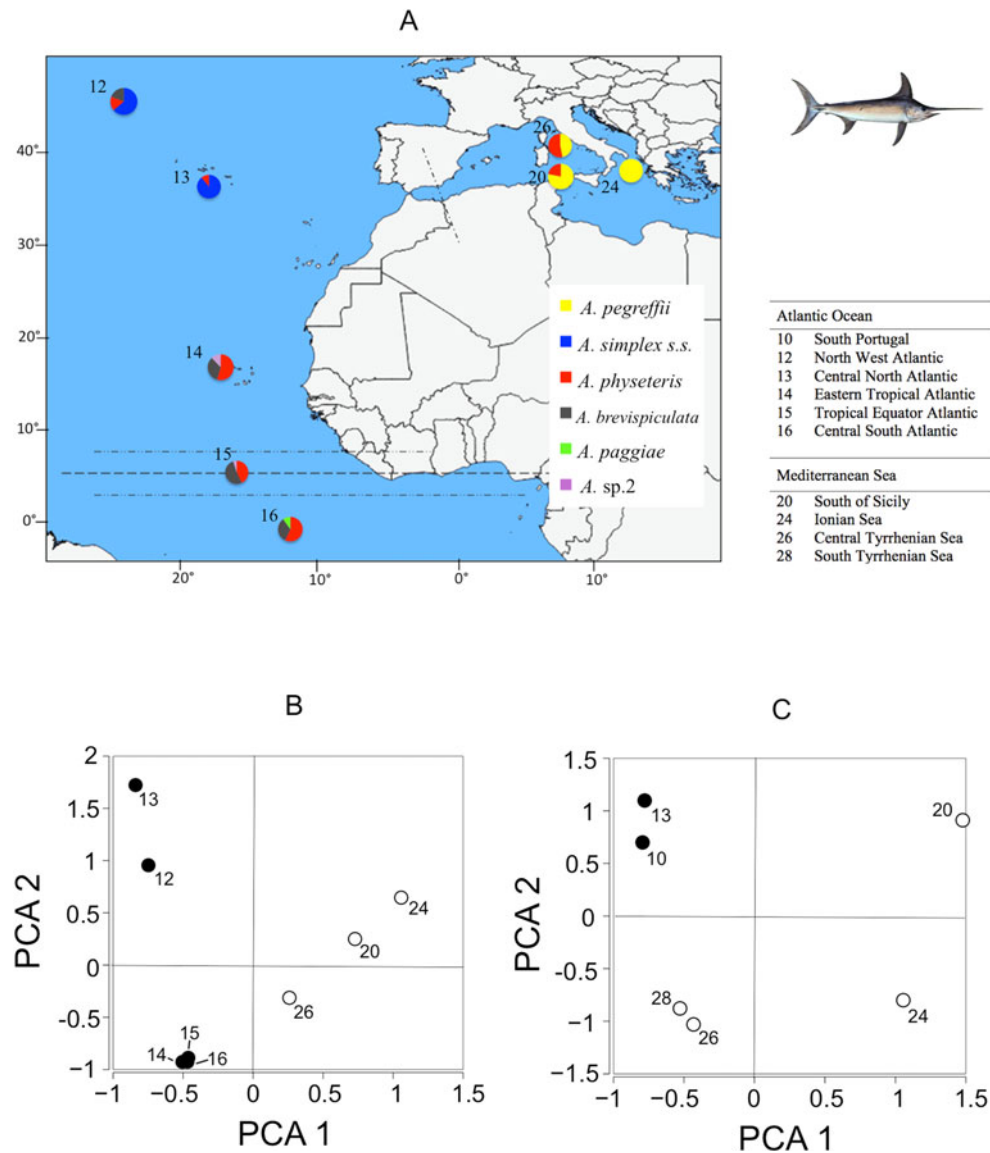 A
12
13
14
15
16
26
20
24
40°
30°
20°
10°
0°
20°
10°
0°
10°
A. pegreffii
A. simplex s.s.
A. physeteris
A. brevispiculata
A. paggiae
A. sp.2
Atlantic Ocean
10 South Portugal
12 North West Atlantic
13 Central North Atlantic
14 Eastern Tropical Atlantic
15 Tropical Equator Atlantic
16 Central South Atlantic
Mediterranean Sea
20 South of Sicily
24 Ionian Sea
26 Central Tyrrhenian Sea
28 South Tyrrhenian Sea
B
2
1.5
1
0.5
0
−0.5
−1
−1
−0.5
0
0.5
1
1.5
PCA 2
PCA 1
13
12
24
20
26
15
14
16
C
1.5
1
0.5
0
−0.5
−1
−1.5
−1
−0.5
0
0.5
1
1.5
PCA 2
PCA 1
13
10
20
28
26
24